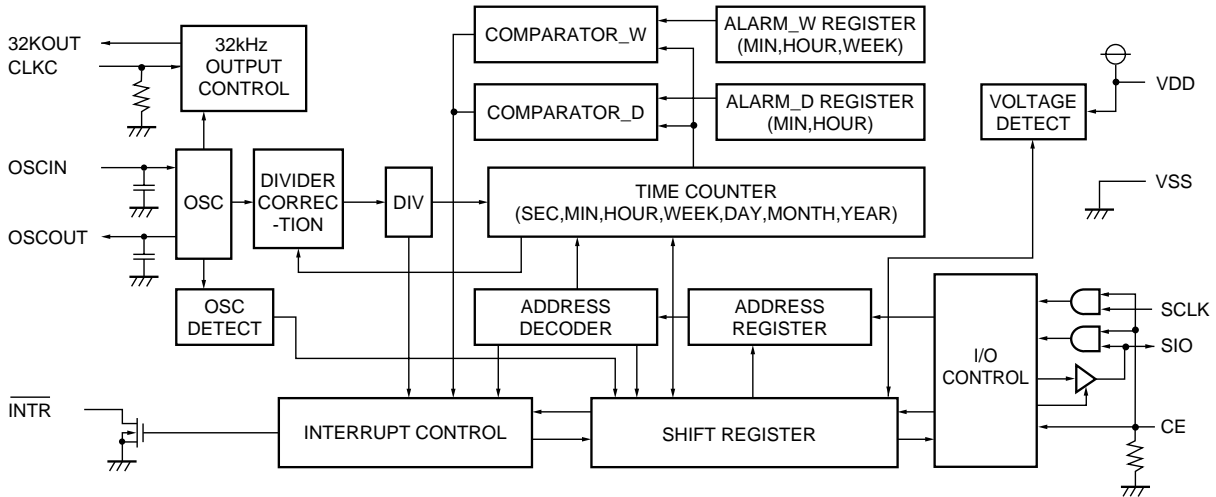 32KOUT
CLKC
32kHz
OUTPUT
CONTROL
COMPARATOR_W
ALARM_W REGISTER
(MIN,HOUR,WEEK)
COMPARATOR_D
ALARM_D REGISTER
(MIN,HOUR)
VOLTAGE
DETECT
VDD
VSS
OSCIN
OSCOUT
OSC
DIVIDER
CORREC
-TION
DIV
TIME COUNTER
(SEC,MIN,HOUR,WEEK,DAY,MONTH,YEAR)
OSC
DETECT
ADDRESS
DECODER
ADDRESS
REGISTER
I/O
CONTROL
SCLK
SIO
CE
INTR
INTERRUPT CONTROL
SHIFT REGISTER